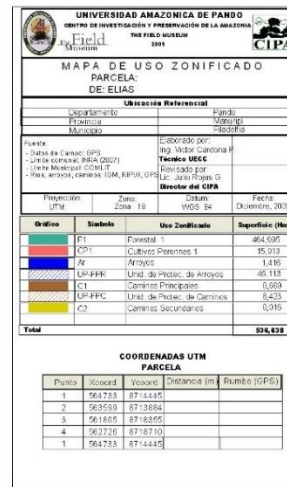 UNIVERSIDAD AMAZONICA DE PANDO
CENTRO DE INVESTIGACIÓN Y PRESERVACIÓN DE LA AMAZONIA
THE FIELD MUSEUM
2009
The Field Museum
CIPA
MAPA DE USO ZONIFICADO
PARCELA:
DE: ELIAS
Ubicación Referencial
Departamento Pando
Provincia Manuripi
Municipio Filadelfia
Fuente
- Datos de Campo: GPS
- Límite comunal: INRA (2007)
- Límite Municipal: COMLIT
- Rios, arroyos, caminos: IGM, BIPUI, GPS
Elaborado por:
Ing. Victor Cardona R
Técnico UECC
Revisado por:
Lic. Julio Rojas G.
Director del CIPA
Proyección: UTM
Zona: Zona 19
Datum: WGS 84
Fecha: Diciembre, 2009
Gráfico Símbolo Uso Zonificado Superficie (Ha)
F1 Forestal 1 464,995
CP1 Cultivos Perennes 1 15,013
Ar Arroyos 1,416
UP-PPR Unid. de Protec. de Arroyos 46,113
C1 Caminos Principales 0,669
UP-PPC Unid. de Protec. de Caminos 8,423
C2 Caminos Secundarios 0,016
Total 536,638
COORDENADAS UTM
PARCELA
Punto Xcoord Ycoord Distancia (m) Rumbo (GPS)
1 564733 8714445
2 563599 8713884
3 561805 8718355
4 562726 8718710
1 564733 8714445